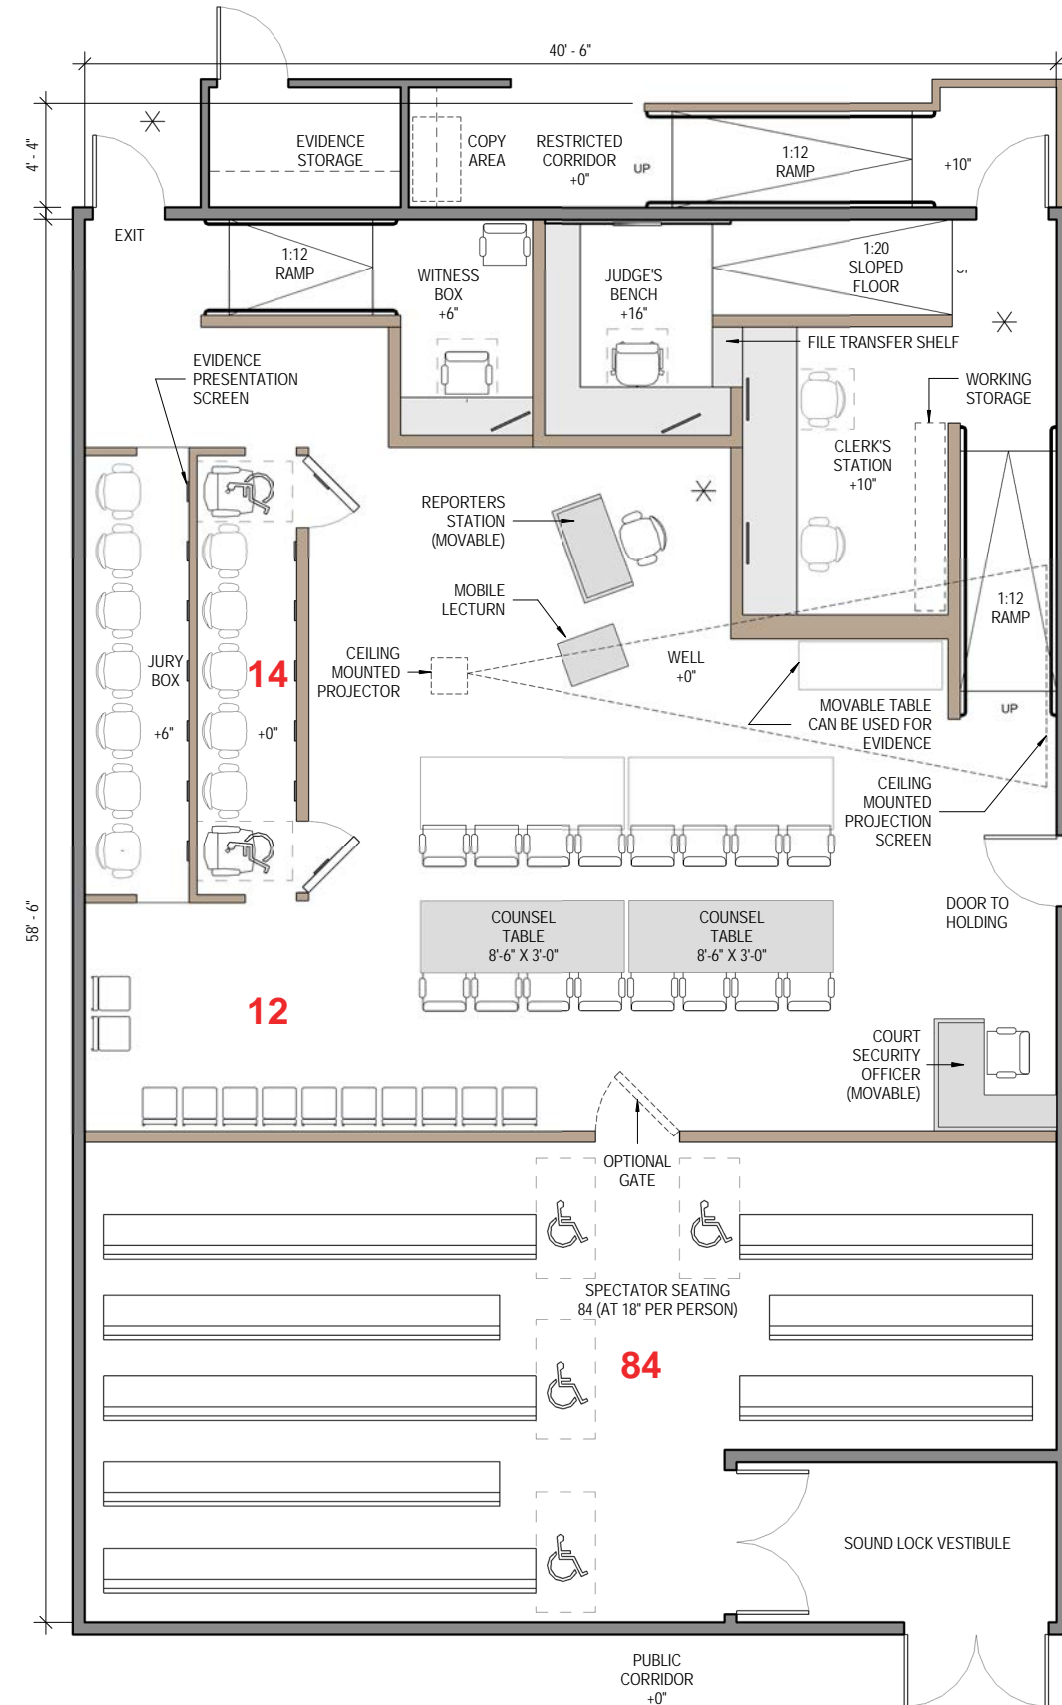 40' - 6"
4' - 4"
EVIDENCE
STORAGE
COPY
AREA
RESTRICTED
CORRIDOR
+0"
UP
1:12
RAMP
+10"
EXIT
1:12
RAMP
WITNESS
BOX
+6"
JUDGE'S
BENCH
+16"
1:20
SLOPED
FLOOR
FILE TRANSFER SHELF
EVIDENCE
PRESENTATION
SCREEN
WORKING
STORAGE
CLERK'S
STATION
+10"
REPORTERS
STATION
(MOVABLE)
MOBILE
LECTURN
1:12
RAMP
CEILING
MOUNTED
PROJECTOR
WELL
+0"
JURY
BOX
14
+6"
+0"
UP
MOVABLE TABLE
CAN BE USED FOR
EVIDENCE
CEILING
MOUNTED
PROJECTION
SCREEN
58' - 6"
COUNSEL
TABLE
8'-6" X 3'-0"
COUNSEL
TABLE
8'-6" X 3'-0"
DOOR TO
HOLDING
12
COURT
SECURITY
OFFICER
(MOVABLE)
OPTIONAL
GATE
SPECTATOR SEATING
84 (AT 18" PER PERSON)
84
SOUND LOCK VESTIBULE
PUBLIC
CORRIDOR
+0"